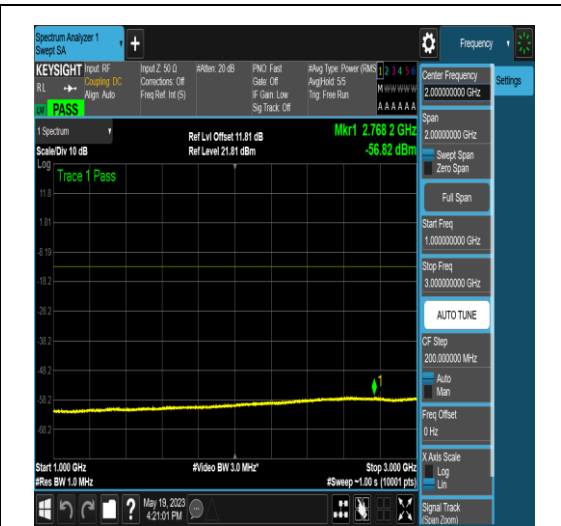 Spectrum Analyzer 1
Swept SA
+
Frequency
KEYSIGHT
RL
PASS
Input: RF
Coupling: DC
Align: Auto
Input Z: 50 Ω
Corrections: Off
Freq Ref: Int (S)
#Atten: 20 dB
PNO: Fast
Gate: Off
IF Gain: Low
Sig Track: Off
#Avg Type: Power (RMS
Avg|Hold: 5/5
Trig: Free Run
1 2 3 4 5 6
M W W W W W
A A A A A A
1 Spectrum
Scale/Div 10 dB
Ref Lvl Offset 11.81 dB
Ref Level 21.81 dBm
Mkr1 2.768 2 GHz
-56.82 dBm
Log
Trace 1 Pass
11.8
1.81
-8.19
-18.2
-28.2
-38.2
-48.2
-58.2
-68.2
1
Start 1.000 GHz
#Res BW 1.0 MHz
#Video BW 3.0 MHz*
Stop 3.000 GHz
#Sweep ~1.00 s (10001 pts)
May 19, 2023
4:21:01 PM
Center Frequency
2.000000000 GHz
Settings
Span
2.00000000 GHz
Swept Span
Zero Span
Full Span
Start Freq
1.000000000 GHz
Stop Freq
3.000000000 GHz
AUTO TUNE
CF Step
200.000000 MHz
Auto
Man
Freq Offset
0 Hz
X Axis Scale
Log
Lin
Signal Track
(Span Zoom)